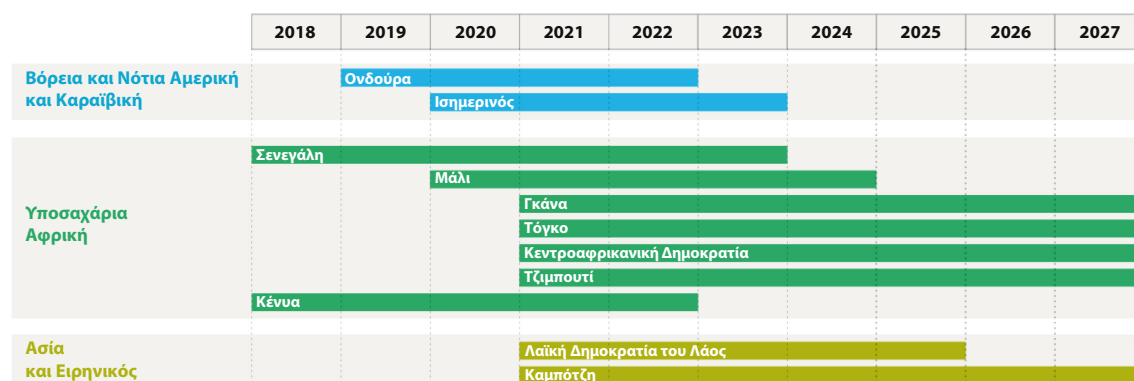 2018 2019 2020 2021 2022 2023 2024 2025 2026 2027
Βόρεια και Νότια Αμερική
και Καραϊβική
Ονδούρα
Ισημερινός
Υποσαχάρια
Αφρική
Σενεγάλη
Μάλι
Γκάνα
Τόγκο
Κεντροαφρικανική Δημοκρατία
Τζιμπουτί
Κένυα
Ασία
και Ειρηνικός
Λαϊκή Δημοκρατία του Λάος
Καμπότζη